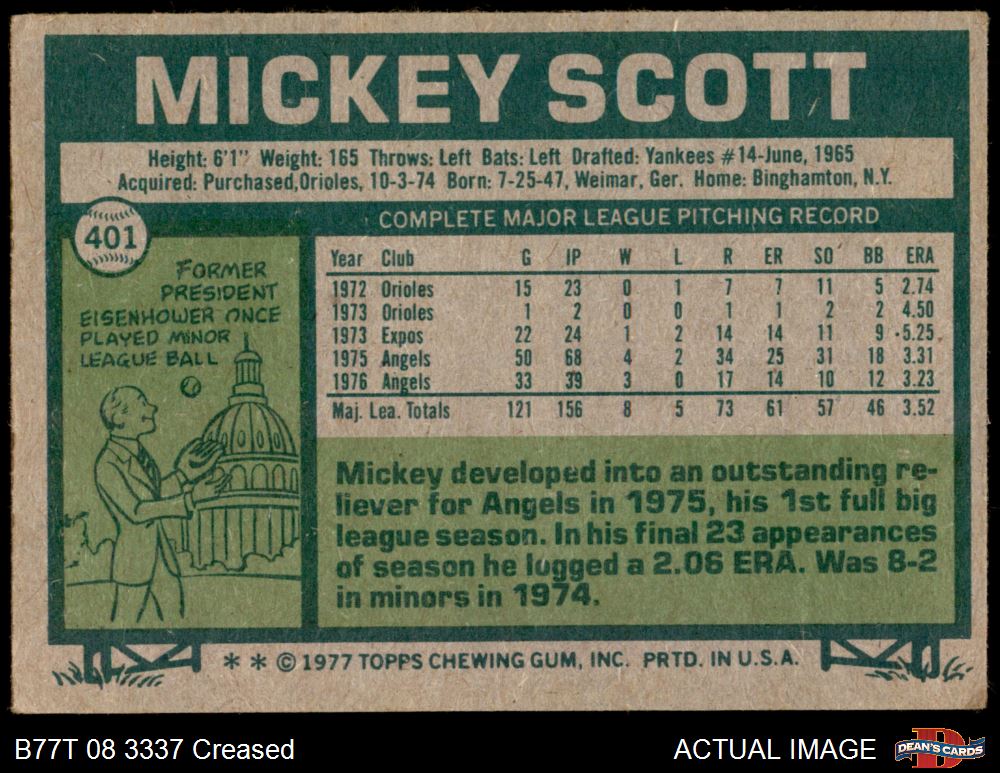 MICKEY SCOTT
Height: 6'1" Weight: 165 Throws: Left Bats: Left Drafted: Yankees #14-June, 1965
Acquired: Purchased,Orioles, 10-3-74 Born: 7-25-47, Weimar, Ger. Home: Binghamton, N.Y.
401
FORMER
PRESIDENT
EISENHOWER ONCE
PLAYED MINOR
LEAGUE BALL
COMPLETE MAJOR LEAGUE PITCHING RECORD
Year Club G IP W L R ER SO BB ERA
1972 Orioles 15 23 0 1 7 7 11 5 2.74
1973 Orioles 1 2 0 0 1 1 2 2 4.50
1973 Expos 22 24 1 2 14 14 11 9 5.25
1975 Angels 50 68 4 2 34 25 31 18 3.31
1976 Angels 33 39 3 0 17 14 10 12 3.23
Maj. Lea. Totals 121 156 8 5 73 61 57 46 3.52
Mickey developed into an outstanding re-
liever for Angels in 1975, his 1st full big
league season. In his final 23 appearances
of season he logged a 2.06 ERA. Was 8-2
in minors in 1974.
* * © 1977 TOPPS CHEWING GUM, INC. PRTD. IN U.S.A.
B77T 08 3337 Creased
ACTUAL IMAGE
D
DEAN'S CARDS